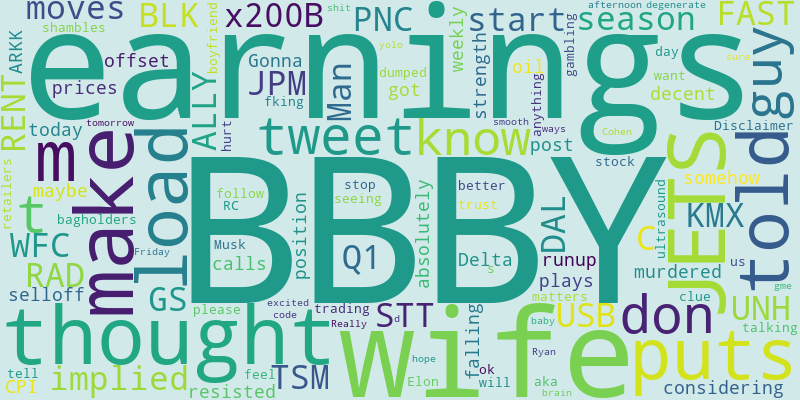 moves
BLK
x200B
PNC
start
season
FAST
shit
afternoon
degenerate
shambles
boyfriend
yolo
weekly
gambling
ARKK
offset
Gonna
JPM
Man
dumped
got
strength
oil
day
want
sure
guy
earnings
prices
fking
RENT
ALLY
hurt
decent
today
tomorrow
tweet
know
smooth
anything
ways
Cohen
Disclaimer
post
stock
m
make
load
retailers
maybe
t
bagholders
BBBY
follow
RC
stop
seeing
better
trust
position
absolutely
DAL
somehow
ultrasound
JETS
told
KMX
C
us
WFC
Friday
Musk
calls
Q1
Delta
s
runup
plays
murdered
RAD
selloff
GS
please
excited
code
trading
Really
STT
d
matters
baby
USB
don
clue
UNH
gme
talking
thought
wife
falling
Ryan
puts
tell
CPI
implied
feel
resisted
TSM
hope
Elon
ok
will
aka
brain
considering